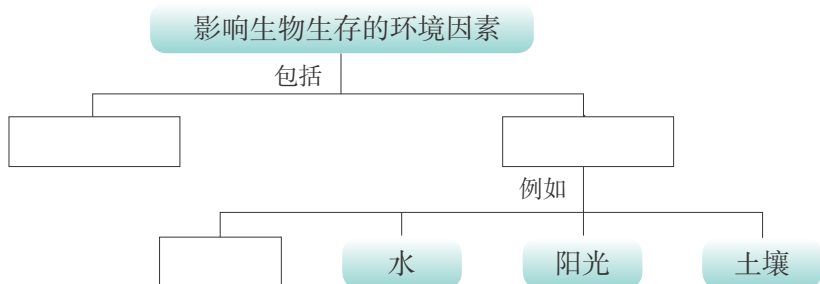 影响生物生存的环境因素
包括
例如
水
阳光
土壤